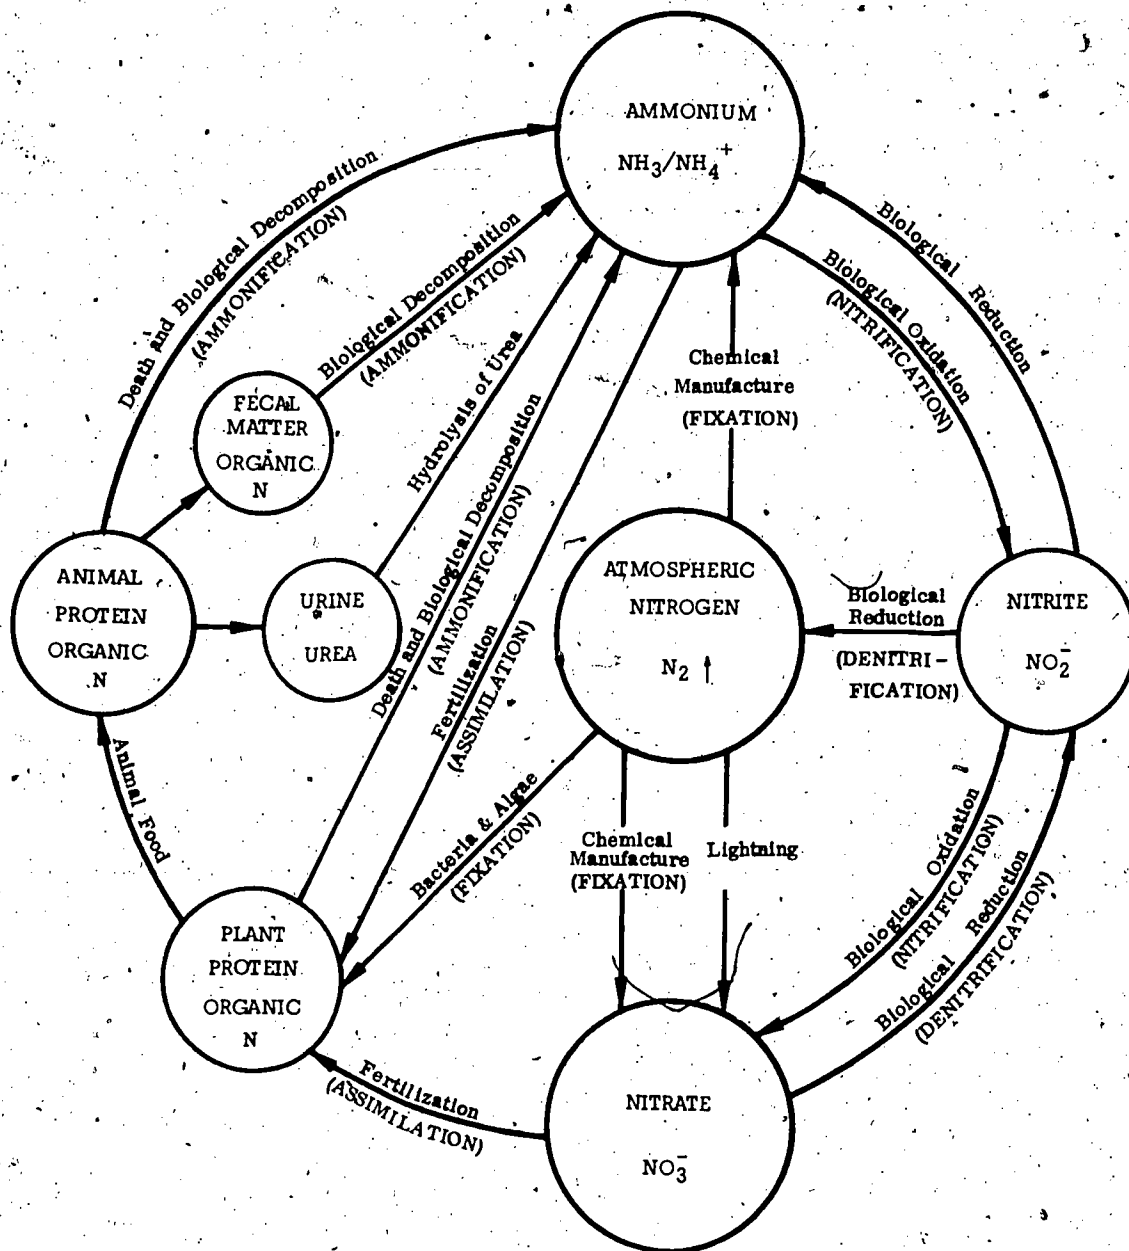 AMMONIUM
NH₃/NH₄⁺
Death and Biological Decomposition
(AMMONIFICATION)
Biological Decomposition
(AMMONIFICATION)
Hydrolysis of Urea
Death and Biological Decomposition
(AMMONIFICATION)
Fertilization
(ASSIMILATION)
Chemical
Manufacture
(FIXATION)
Biological Oxidation
(NITRIFICATION)
Biological Reduction
FECAL
MATTER
ORGANIC
N
ANIMAL
PROTEIN
ORGANIC
N
URINE
UREA
ATMOSPHERIC
NITROGEN
N₂ ↑
Biological
Reduction
(DENITRI-
FICATION)
NITRITE
NO₂⁻
Animal Food
Bacteria & Algae
(FIXATION)
Chemical
Manufacture
(FIXATION)
Lightning
Biological Oxidation
(NITRIFICATION)
Biological Reduction
(DENITRIFICATION)
PLANT
PROTEIN
ORGANIC
N
Fertilization
(ASSIMILATION)
NITRATE
NO₃⁻